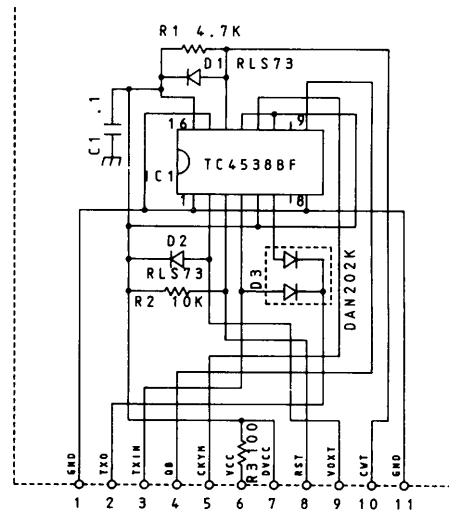 R1 4.7K
D1 RLS73
C1 .1
16 9
TC4538BF
IC1
1 8
D2
RLS73
R2 10K
D3
DAN202K
R3 100
GND TXO TXIN QB CKYM VCC DVCC RST VOXT CWT GND
1 2 3 4 5 6 7 8 9 10 11